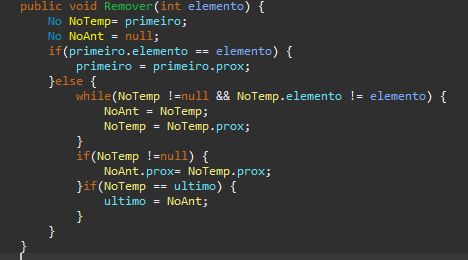 public void Remover(int elemento) {
No NoTemp= primeiro;
No NoAnt = null;
if(primeiro.elemento == elemento) {
primeiro = primeiro.prox;
}else {
while(NoTemp !=null && NoTemp.elemento != elemento) {
NoAnt = NoTemp;
NoTemp = NoTemp.prox;
}
if(NoTemp !=null) {
NoAnt.prox= NoTemp.prox;
}if(NoTemp == ultimo) {
ultimo = NoAnt;
}
}
}